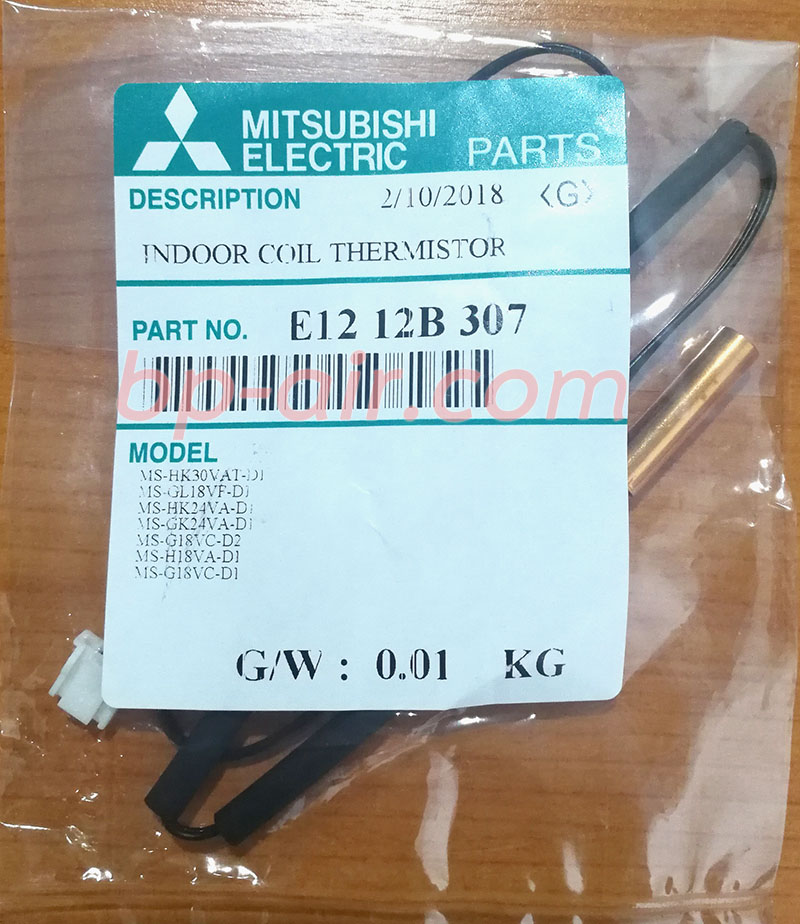 MITSUBISHI
ELECTRIC
PARTS
DESCRIPTION 2/10/2018 <G>
INDOOR COIL THERMISTOR
PART NO. E12 12B 307
bp-air.com
MODEL
MS-HK30VAT-D1
MS-GL18VF-D1
MS-HK24VA-D1
MS-GK24VA-D1
MS-G18VC-D2
MS-H18VA-D1
MS-G18VC-D1
G/W : 0.01 KG